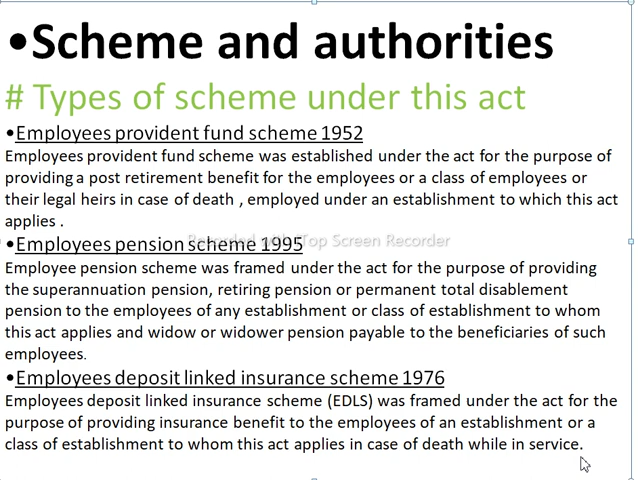 •Scheme and authorities
# Types of scheme under this act
•Employees provident fund scheme 1952
Employees provident fund scheme was established under the act for the purpose of
providing a post retirement benefit for the employees or a class of employees or
their legal heirs in case of death , employed under an establishment to which this act
applies .
•Employees pension scheme 1995
Recorded with iTop Screen Recorder
Employee pension scheme was framed under the act for the purpose of providing
the superannuation pension, retiring pension or permanent total disablement
pension to the employees of any establishment or class of establishment to whom
this act applies and widow or widower pension payable to the beneficiaries of such
employees.
•Employees deposit linked insurance scheme 1976
Employees deposit linked insurance scheme (EDLS) was framed under the act for the
purpose of providing insurance benefit to the employees of an establishment or a
class of establishment to whom this act applies in case of death while in service.